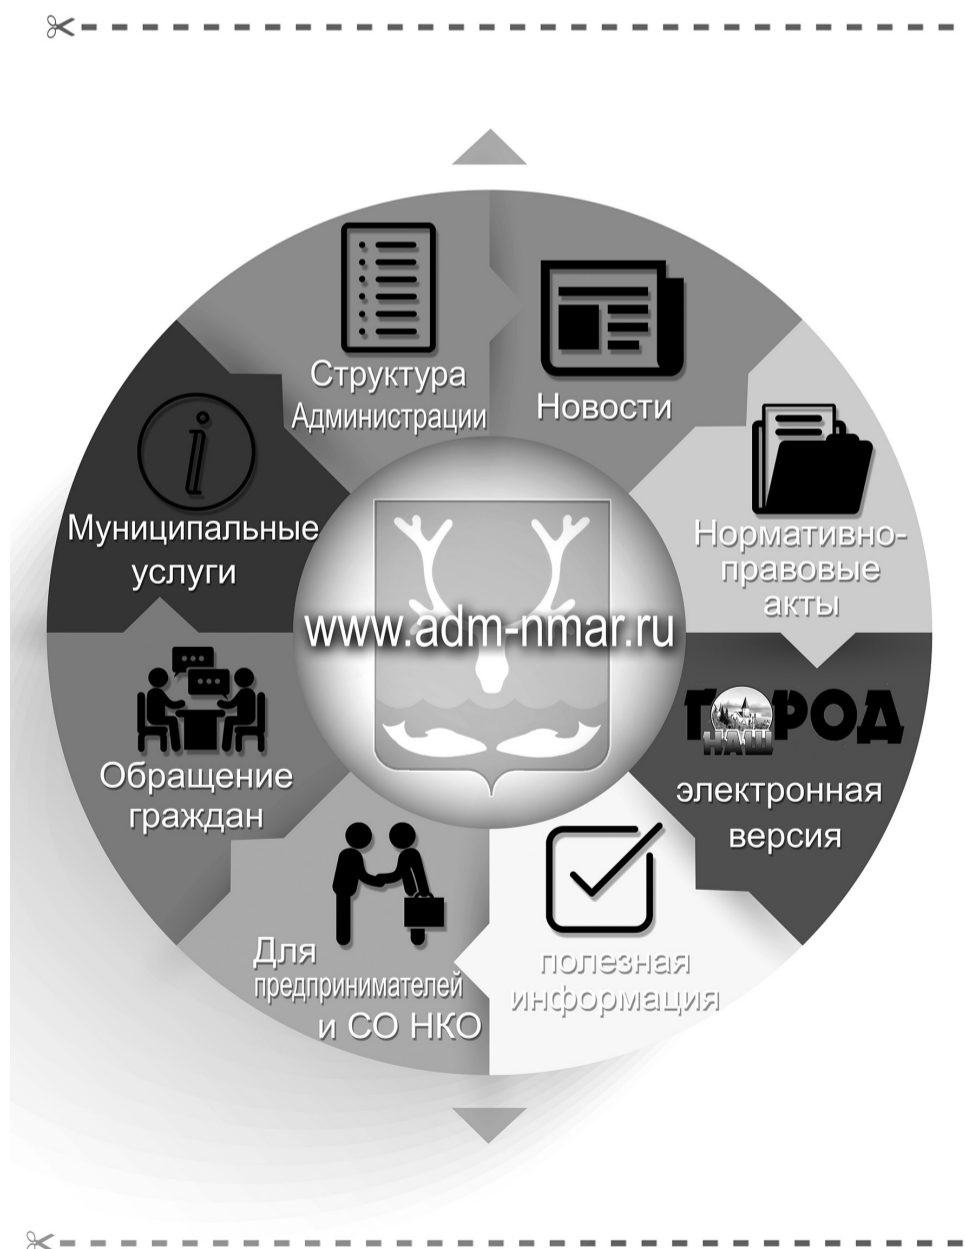 Структура
Администрации
Новости
Нормативно-
правовые
акты
Муниципальные
услуги
www.adm-nmar.ru
ГОРОД
НАШ
электронная
версия
Обращение
граждан
Для
предпринимателей
и СО НКО
полезная
информация